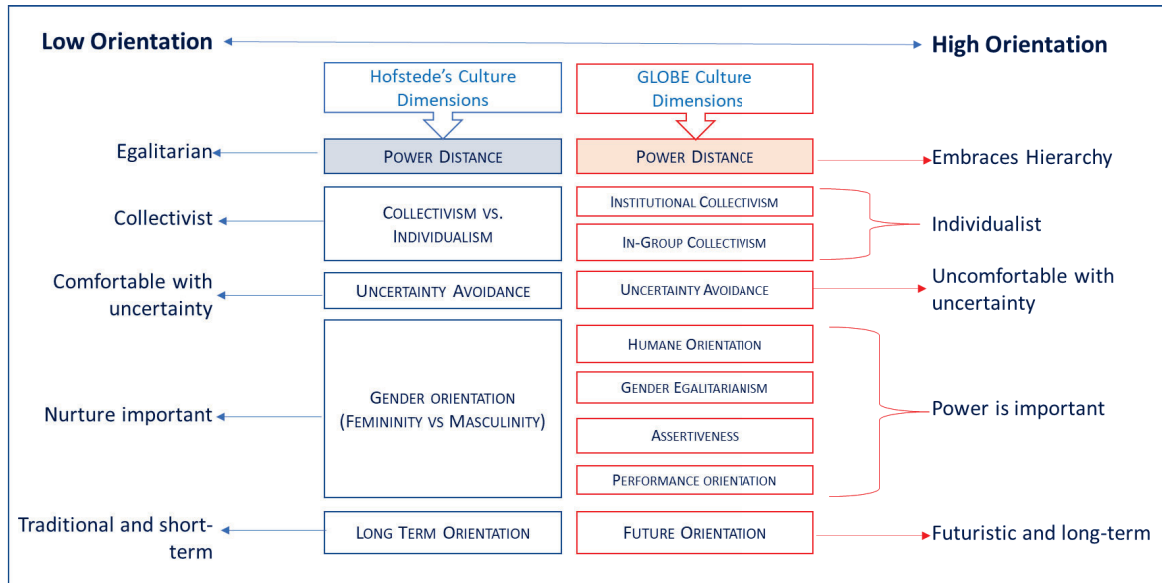 Low Orientation
High Orientation
Hofstede's Culture
Dimensions
GLOBE Culture
Dimensions
Egalitarian
POWER DISTANCE
POWER DISTANCE
Embraces Hierarchy
Collectivist
COLLECTIVISM VS.
INDIVIDUALISM
INSTITUTIONAL COLLECTIVISM
IN-GROUP COLLECTIVISM
Individualist
Comfortable with
uncertainty
UNCERTAINTY AVOIDANCE
UNCERTAINTY AVOIDANCE
Uncomfortable with
uncertainty
Nurture important
GENDER ORIENTATION
(FEMININITY VS MASCULINITY)
HUMANE ORIENTATION
GENDER EGALITARIANISM
ASSERTIVENESS
PERFORMANCE ORIENTATION
Power is important
Traditional and short-
term
LONG TERM ORIENTATION
FUTURE ORIENTATION
Futuristic and long-term